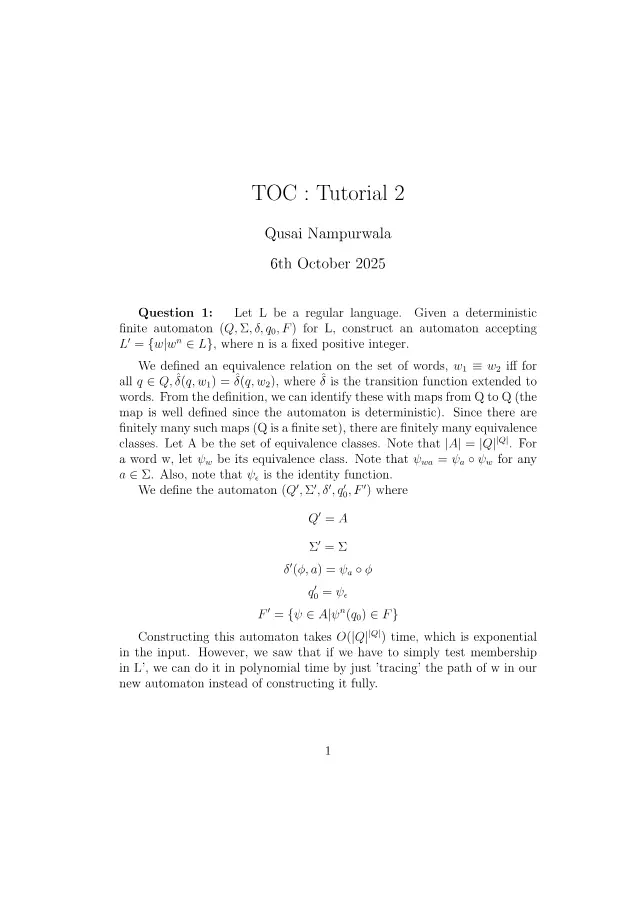 TOC : Tutorial 2
Qusai Nampurwala
6th October 2025
Question 1: Let L be a regular language. Given a deterministic
finite automaton (Q, Σ, δ, q₀, F) for L, construct an automaton accepting
L′ = {w|wⁿ ∈ L}, where n is a fixed positive integer.
We defined an equivalence relation on the set of words, w₁ ≡ w₂ iff for
all q ∈ Q, δ̂(q, w₁) = δ̂(q, w₂), where δ̂ is the transition function extended to
words. From the definition, we can identify these with maps from Q to Q (the
map is well defined since the automaton is deterministic). Since there are
finitely many such maps (Q is a finite set), there are finitely many equivalence
classes. Let A be the set of equivalence classes. Note that |A| = |Q|^|Q|. For
a word w, let ψ_w be its equivalence class. Note that ψ_wa = ψ_a ∘ ψ_w for any
a ∈ Σ. Also, note that ψ_ϵ is the identity function.
We define the automaton (Q′, Σ′, δ′, q′₀, F′) where
Q′ = A
Σ′ = Σ
δ′(ϕ, a) = ψ_a ∘ ϕ
q′₀ = ψ_ϵ
F′ = {ψ ∈ A|ψⁿ(q₀) ∈ F}
Constructing this automaton takes O(|Q|^|Q|) time, which is exponential
in the input. However, we saw that if we have to simply test membership
in L', we can do it in polynomial time by just 'tracing' the path of w in our
new automaton instead of constructing it fully.
1